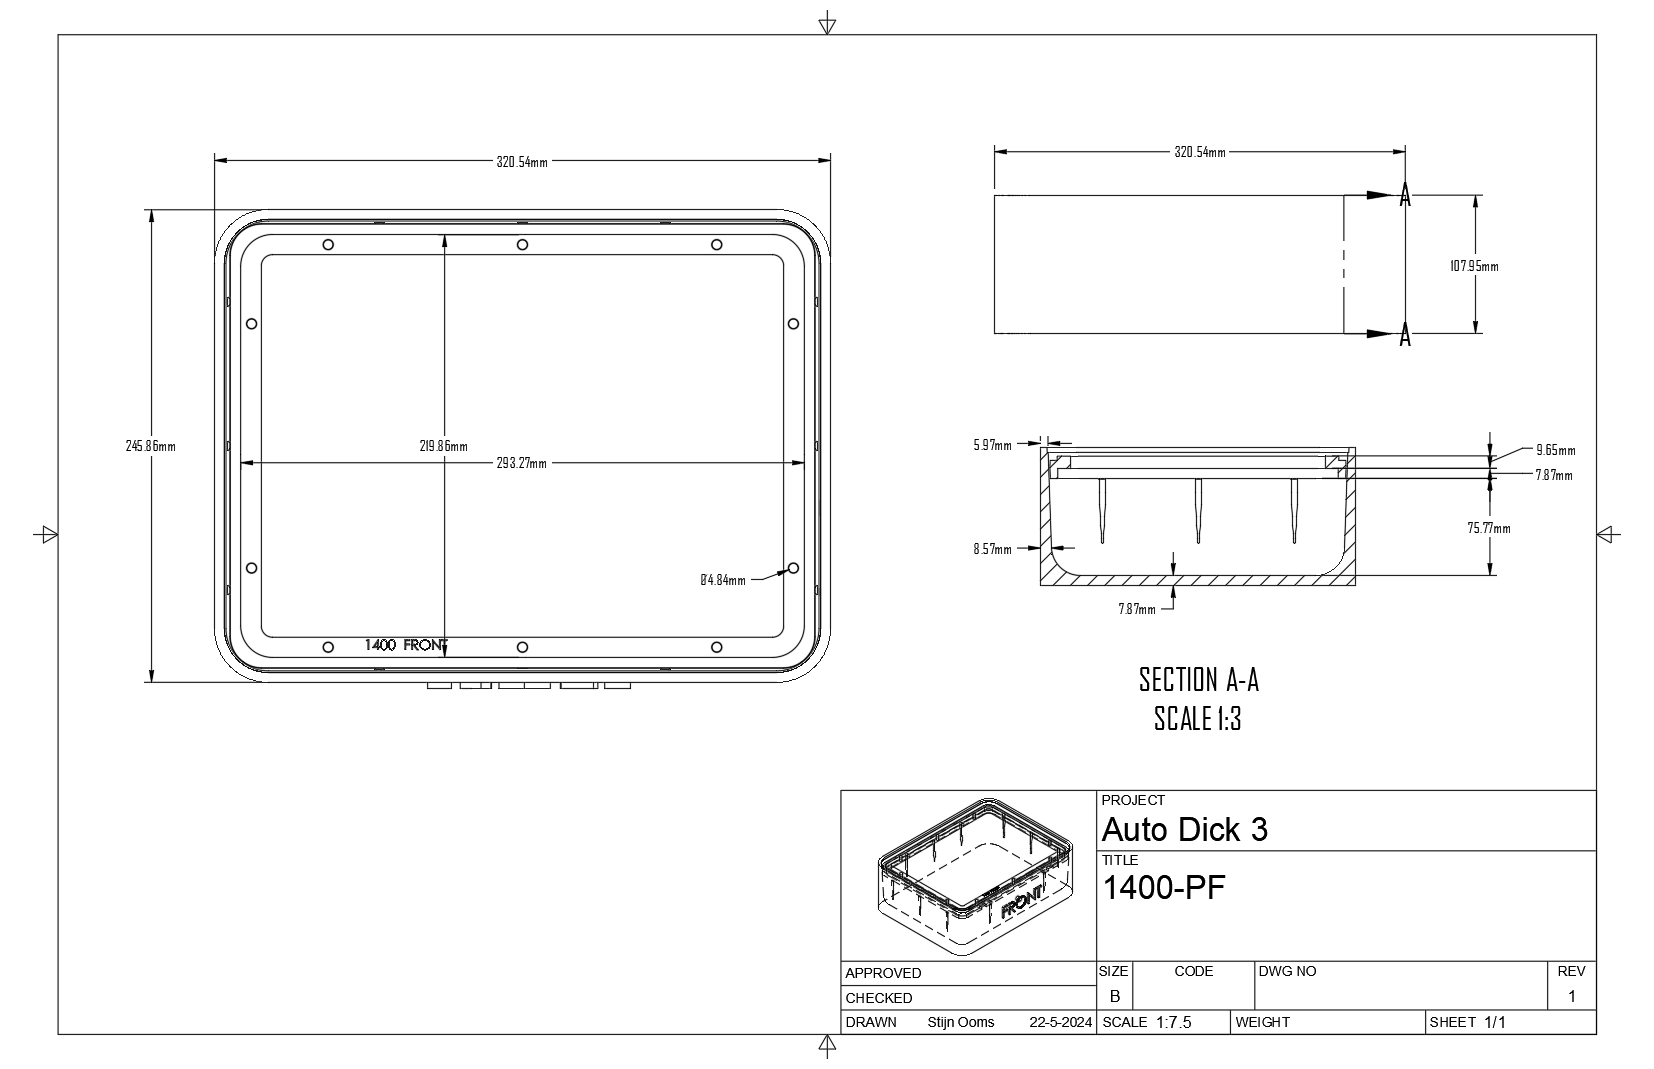 320.54mm
245.86mm
219.86mm
293.27mm
Ø4.84mm
1400 FRONT
320.54mm
A
107.95mm
A
5.97mm
9.65mm
7.87mm
75.77mm
8.57mm
7.87mm
SECTION A-A
SCALE 1:3
FRONT
PROJECT
Auto Dick 3
TITLE
1400-PF
APPROVED
CHECKED
DRAWN Stijn Ooms 22-5-2024
SIZE CODE DWG NO REV
B 1
SCALE 1:7.5 WEIGHT SHEET 1/1